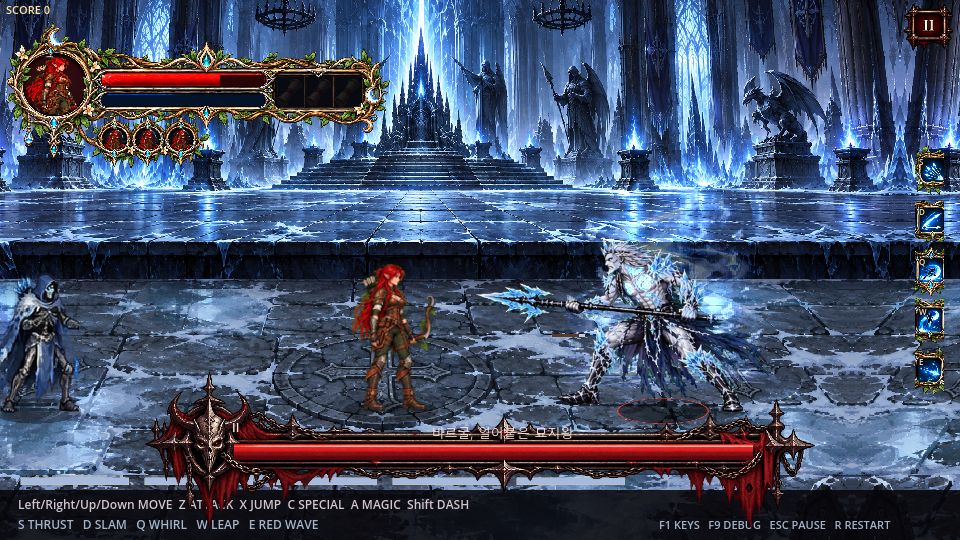 SCORE 0
II
D
Q
W
E
바르굴, 얼어붙은 묘지왕
Left/Right/Up/Down MOVE Z ATTACK X JUMP C SPECIAL A MAGIC Shift DASH
S THRUST D SLAM Q WHIRL W LEAP E RED WAVE
F1 KEYS F9 DEBUG ESC PAUSE R RESTART